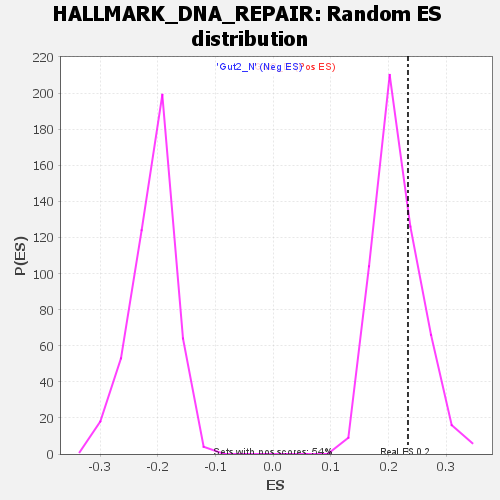 HALLMARK_DNA_REPAIR: Random ES
distribution
'Gut2_N' (Neg ES) Pos ES)
220
200
180
160
140
120
100
80
60
40
20
0
P(ES)
Sets with pos scores: 54%
Real ES 0.2
-0.3 -0.2 -0.1 0.0 0.1 0.2 0.3
ES